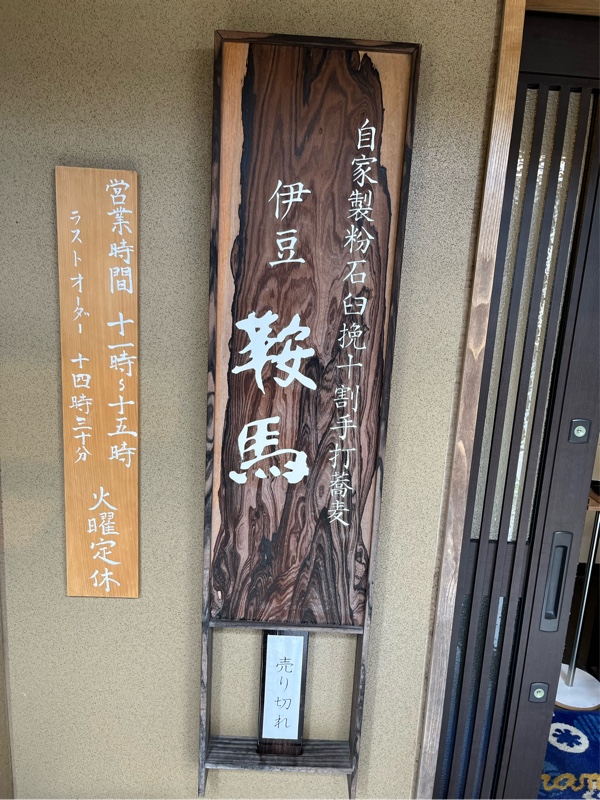 自家製粉石臼挽十割手打蕎麦
伊豆 鞍馬
売り切れ
営業時間 十一時〜十五時 火曜定休
ラストオーダー 十四時三十分